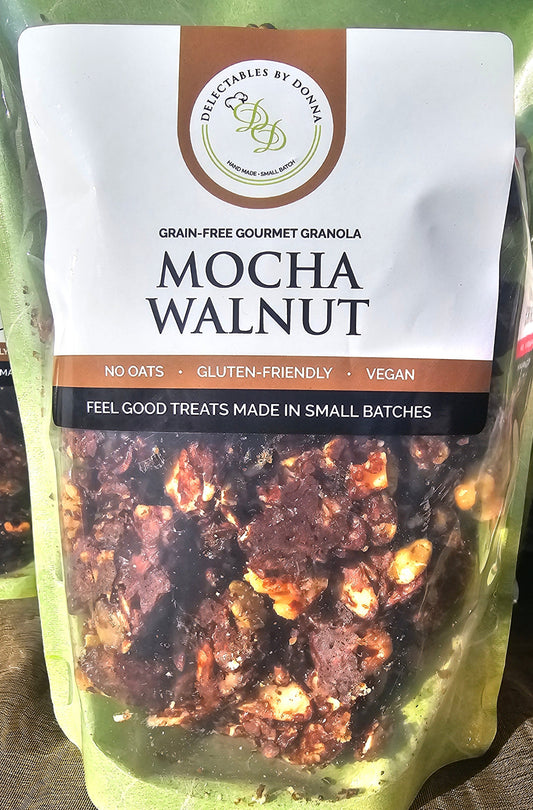 DELECTABLES BY DONNA
DD
HAND MADE • SMALL BATCH
GRAIN-FREE GOURMET GRANOLA
MOCHA
WALNUT
NO OATS • GLUTEN-FRIENDLY • VEGAN
FEEL GOOD TREATS MADE IN SMALL BATCHES